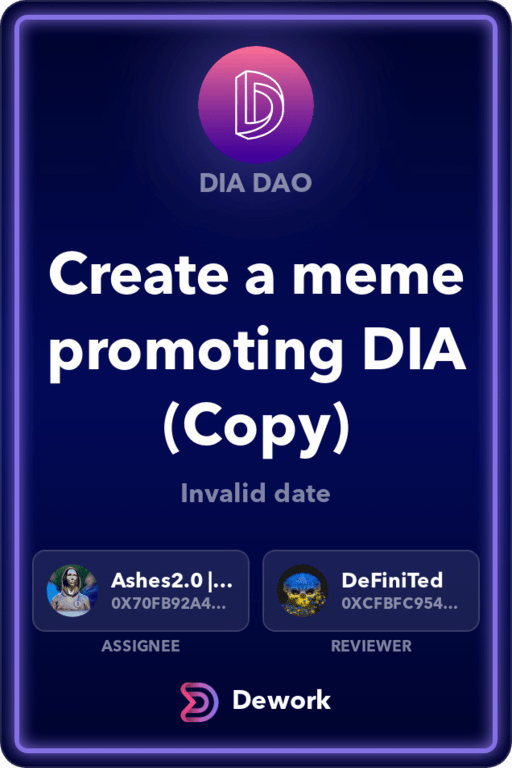 DIA DAO
Create a meme
promoting DIA
(Copy)
Invalid date
Ashes2.0 |...
0X70FB92A4...
ASSIGNEE
DeFiniTed
0XCFBFC954...
REVIEWER
Dework